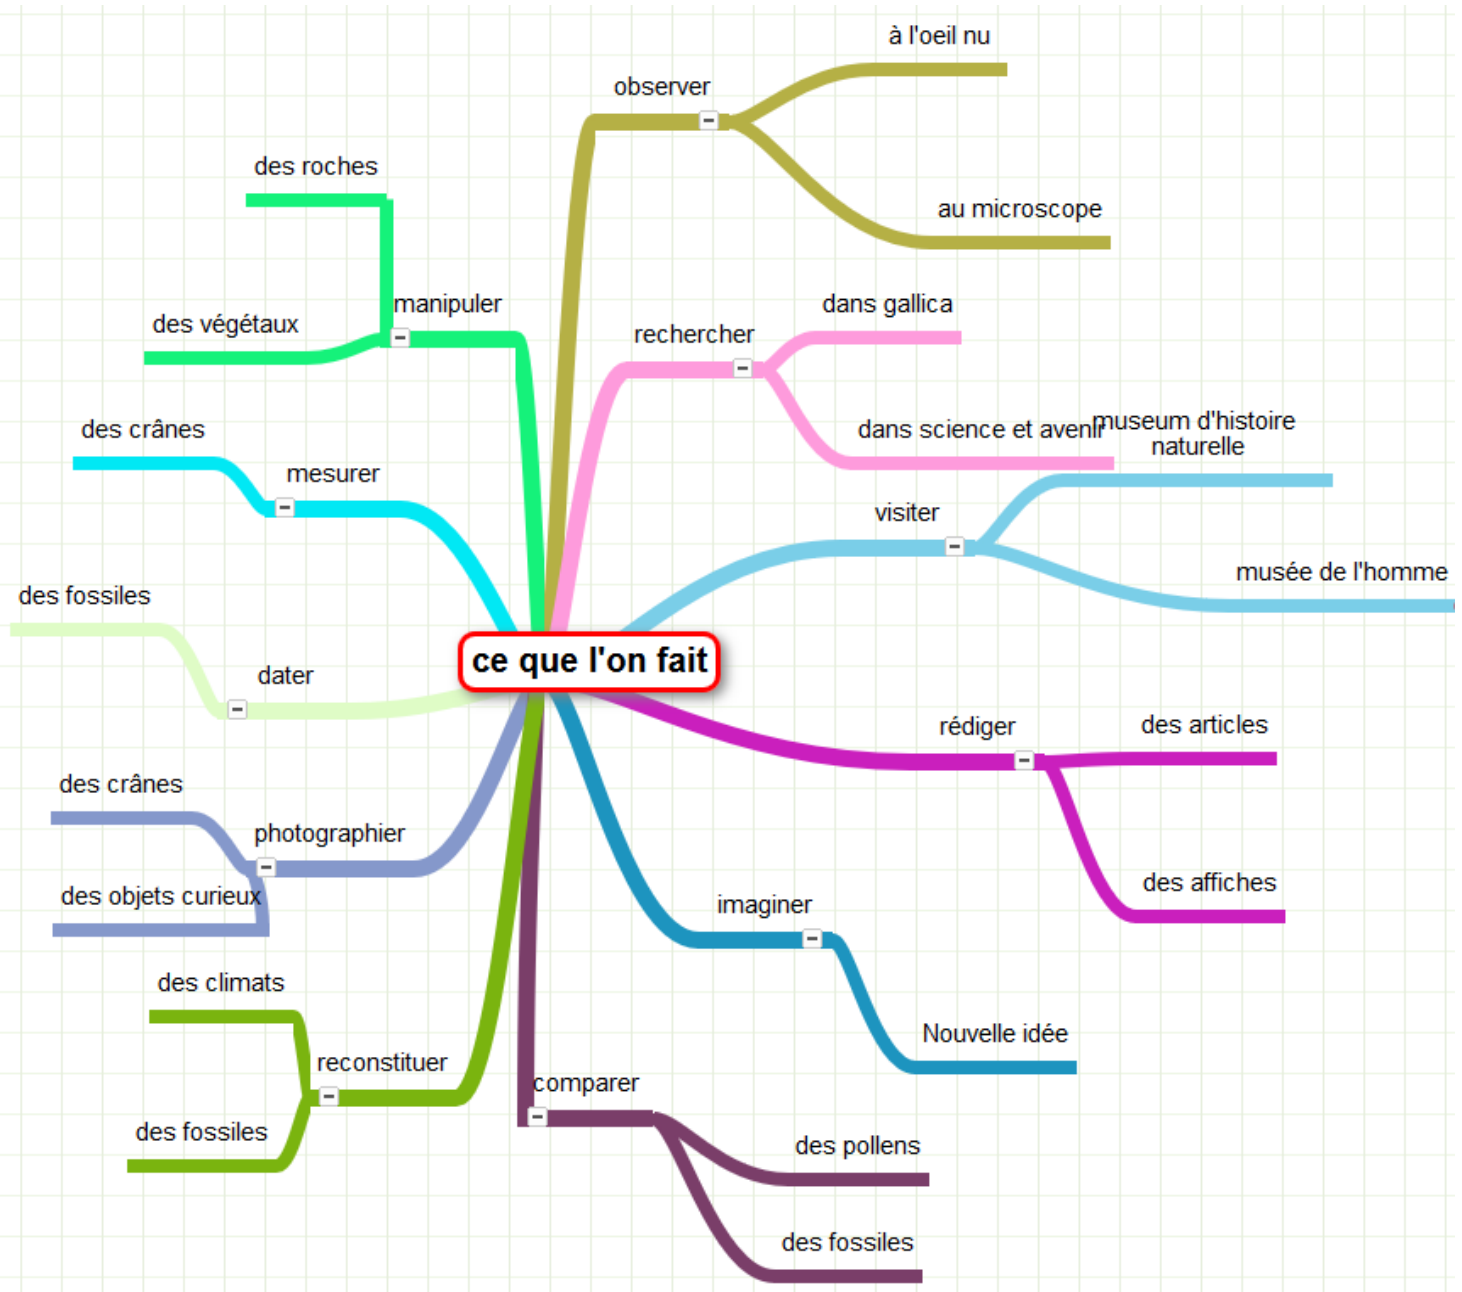 à l'oeil nu
observer
au microscope
des roches
manipuler
des végétaux
dans gallica
rechercher
dans science et avenir
museum d'histoire
naturelle
des crânes
mesurer
visiter
musée de l'homme
des fossiles
dater
ce que l'on fait
rédiger
des articles
des affiches
des crânes
photographier
des objets curieux
imaginer
Nouvelle idée
des climats
reconstituer
des fossiles
comparer
des pollens
des fossiles